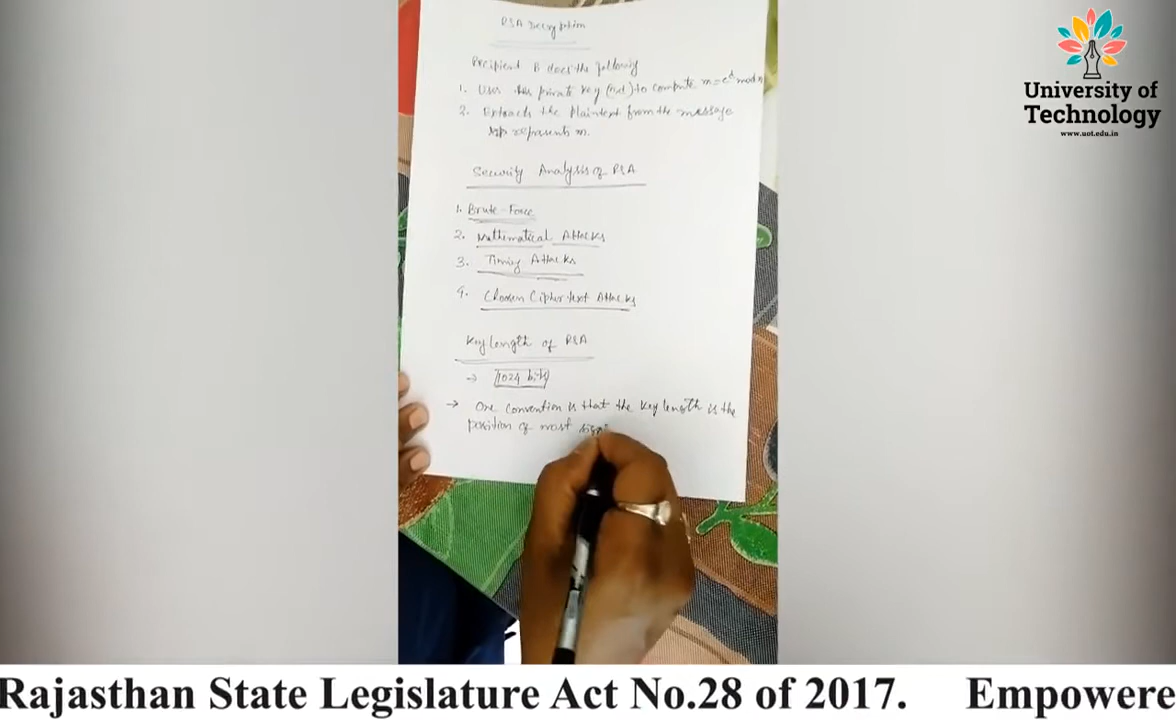 RSA Decryption
Recipient B does the following
1. Uses his private key (n,d) to compute m = c^d mod n
2. Extracts the Plaintext from the message
represents m.
Security Analysis of RSA
1. Brute-Force
2. Mathematical Attacks
3. Timing Attacks
4. Choosen Cipher text Attacks
Key length of RSA
→ 1024 bits
→ One convention is that the key length is the
position of most sign
University of
Technology
www.uot.edu.in
Rajasthan State Legislature Act No.28 of 2017. Empowere